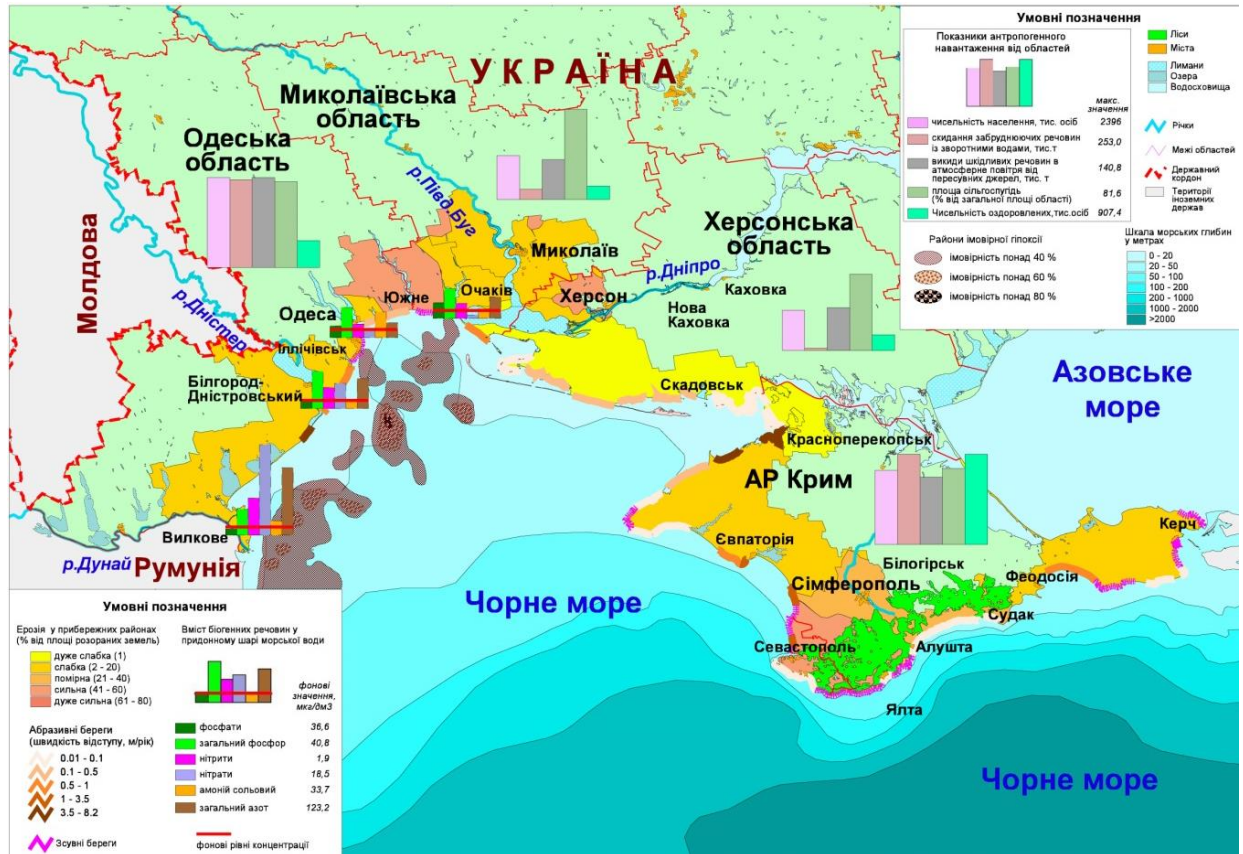 УКРАЇНА
Миколаївська
область
Одеська
область
Херсонська
область
Молдова
р.Півд.Буг
р.Дніпро
р.Дністер
р.Дунай
Румунія
Миколаїв
Херсон
Каховка
Нова
Каховка
Очаків
Южне
Одеса
Іллічівськ
Білгород-
Дністровський
Вилкове
Скадовськ
Красноперекопськ
АР Крим
Азовське
море
Керч
Євпаторія
Білогірськ
Сімферополь
Феодосія
Судак
Севастополь
Алушта
Ялта
Чорне море
Чорне море
Умовні позначення
Показники антропогенного
навантаження від областей
макс.
значення
чисельність населення, тис. осіб 2396
скидання забруднюючих речовин
із зворотними водами, тис.т 253,0
викиди шкідливих речовин в
атмосферне повітря від
пересувних джерел, тис. т 140,8
площа сільгоспугідь
(% від загальної площі області) 81,6
Чисельність оздоровлених,тис.осіб 907,4
Ліси
Міста
Лимани
Озера
Водосховища
Річки
Межі областей
Державний
кордон
Території
іноземних
держав
Райони імовірної гіпоксії
імовірність понад 40 %
імовірність понад 60 %
імовірність понад 80 %
Шкала морських глибин
у метрах
0 - 20
20 - 50
50 - 100
100 - 200
200 - 1000
1000 - 2000
>2000
Умовні позначення
Ерозія у прибережних районах
(% від площі розораних земель)
дуже слабка (1)
слабка (2 - 20)
помірна (21 - 40)
сильна (41 - 60)
дуже сильна (61 - 80)
Абразивні береги
(швидкість відступу, м/рік)
0.01 - 0.1
0.1 - 0.5
0.5 - 1
1 - 3.5
3.5 - 8.2
Зсувні береги
Вміст біогенних речовин у
придонному шарі морської води
фонові
значення,
мкг/дм3
фосфати 36,6
загальний фосфор 40,8
нітрити 1,9
нітрати 18,5
амоній сольовий 33,7
загальний азот 123,2
фонові рівні концентрації